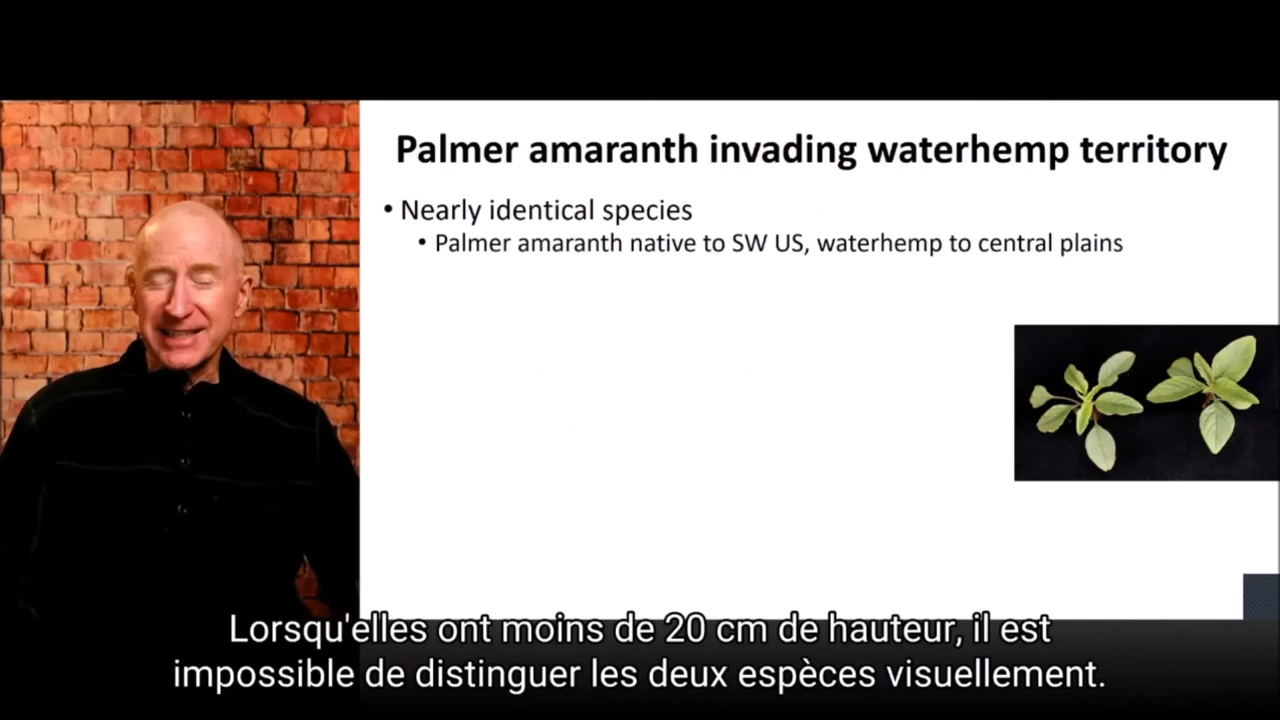 Palmer amaranth invading waterhemp territory
• Nearly identical species
• Palmer amaranth native to SW US, waterhemp to central plains
Lorsqu'elles ont moins de 20 cm de hauteur, il est
impossible de distinguer les deux espèces visuellement.